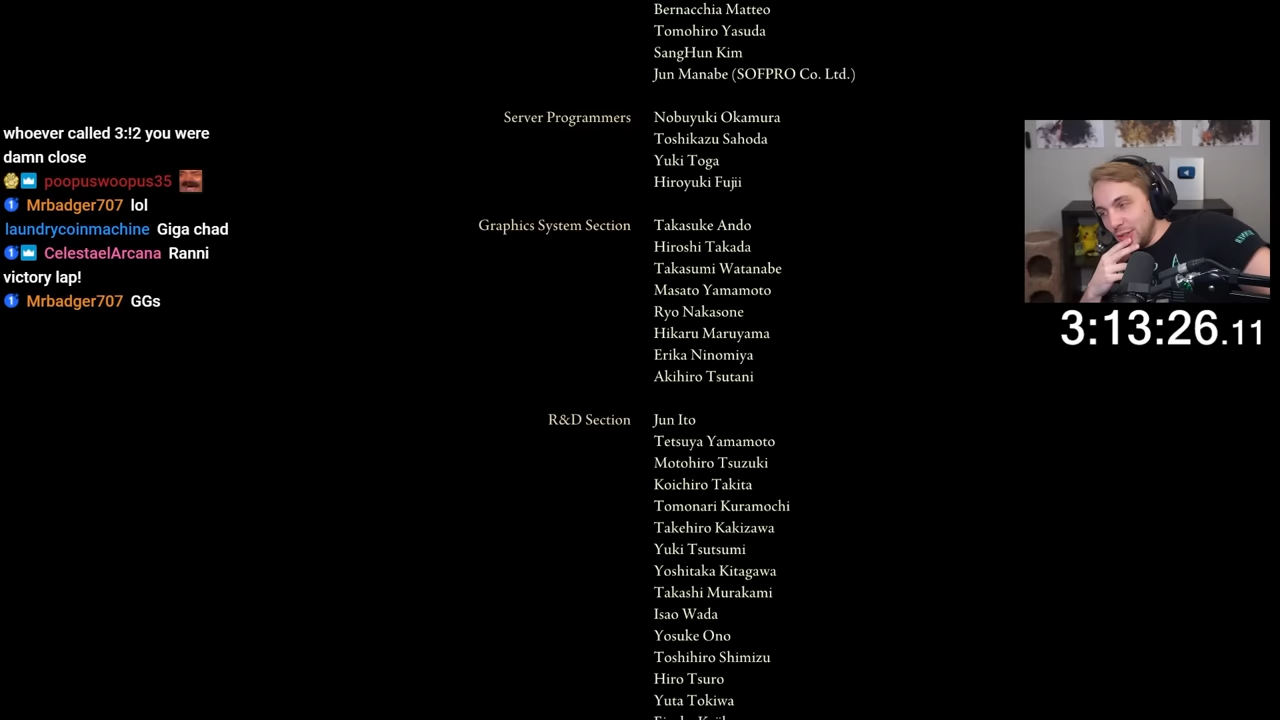 Bernacchia Matteo
Tomohiro Yasuda
SangHun Kim
Jun Manabe (SOFPRO Co. Ltd.)
Server Programmers Nobuyuki Okamura
Toshikazu Sahoda
Yuki Toga
Hiroyuki Fujii
Graphics System Section Takasuke Ando
Hiroshi Takada
Takasumi Watanabe
Masato Yamamoto
Ryo Nakasone
Hikaru Maruyama
Erika Ninomiya
Akihiro Tsutani
R&D Section Jun Ito
Tetsuya Yamamoto
Motohiro Tsuzuki
Koichiro Takita
Tomonari Kuramochi
Takehiro Kakizawa
Yuki Tsutsumi
Yoshitaka Kitagawa
Takashi Murakami
Isao Wada
Yosuke Ono
Toshihiro Shimizu
Hiro Tsuro
Yuta Tokiwa
whoever called 3:!2 you were
damn close
poopuswoopus35
1 Mrbadger707 lol
laundrycoinmachine Giga chad
1 CelestaelArcana Ranni
victory lap!
1 Mrbadger707 GGs
3:13:26.11